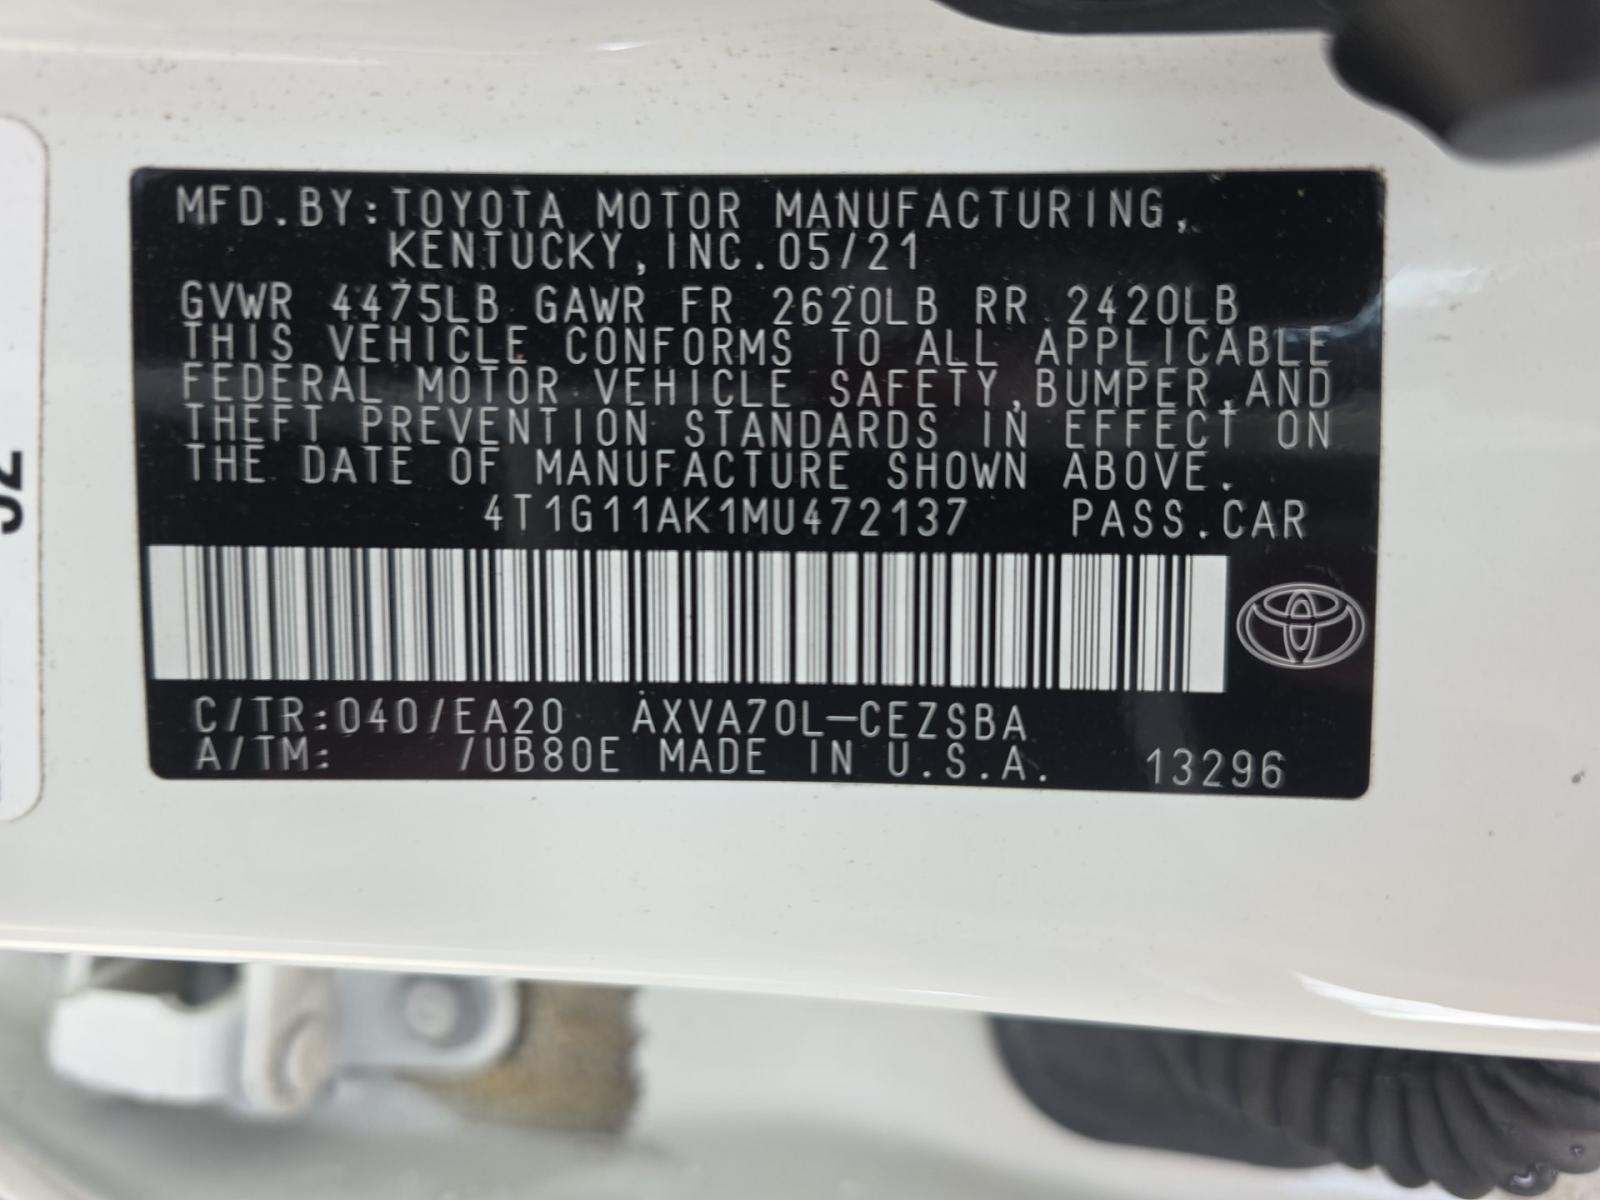 MFD.BY:TOYOTA MOTOR MANUFACTURING,
KENTUCKY,INC.05/21
GVWR 4475LB GAWR FR 2620LB RR 2420LB
THIS VEHICLE CONFORMS TO ALL APPLICABLE
FEDERAL MOTOR VEHICLE SAFETY,BUMPER,AND
THEFT PREVENTION STANDARDS IN EFFECT ON
THE DATE OF MANUFACTURE SHOWN ABOVE.
4T1G11AK1MU472137 PASS.CAR
C/TR:040/EA20 AXVA70L-CEZSBA
A/TM: /UB80E MADE IN U.S.A. 13296